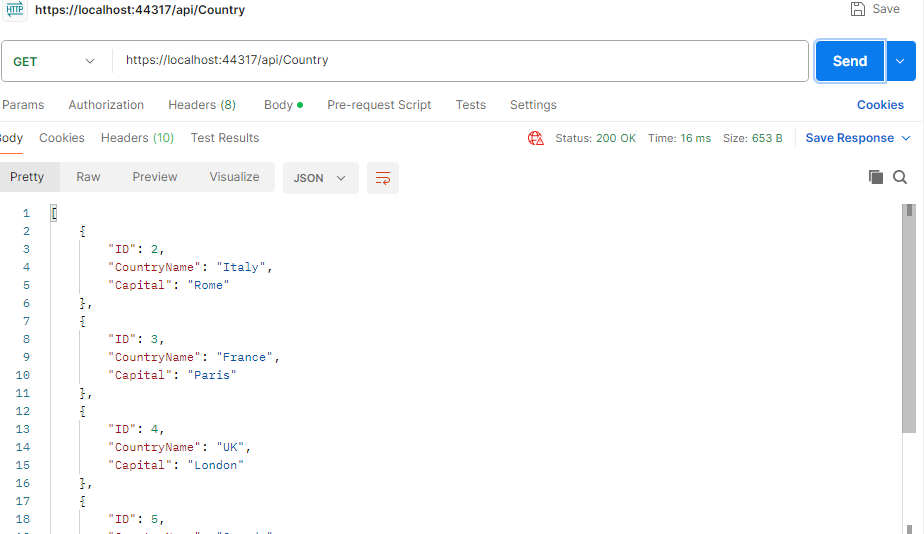 HTTP https://localhost:44317/api/Country Save
GET https://localhost:44317/api/Country Send
Params Authorization Headers (8) Body Pre-request Script Tests Settings Cookies
Body Cookies Headers (10) Test Results Status: 200 OK Time: 16 ms Size: 653 B Save Response
Pretty Raw Preview Visualize JSON
1 [
2 {
3 "ID": 2,
4 "CountryName": "Italy",
5 "Capital": "Rome"
6 },
7 {
8 "ID": 3,
9 "CountryName": "France",
10 "Capital": "Paris"
11 },
12 {
13 "ID": 4,
14 "CountryName": "UK",
15 "Capital": "London"
16 },
17 {
18 "ID": 5,